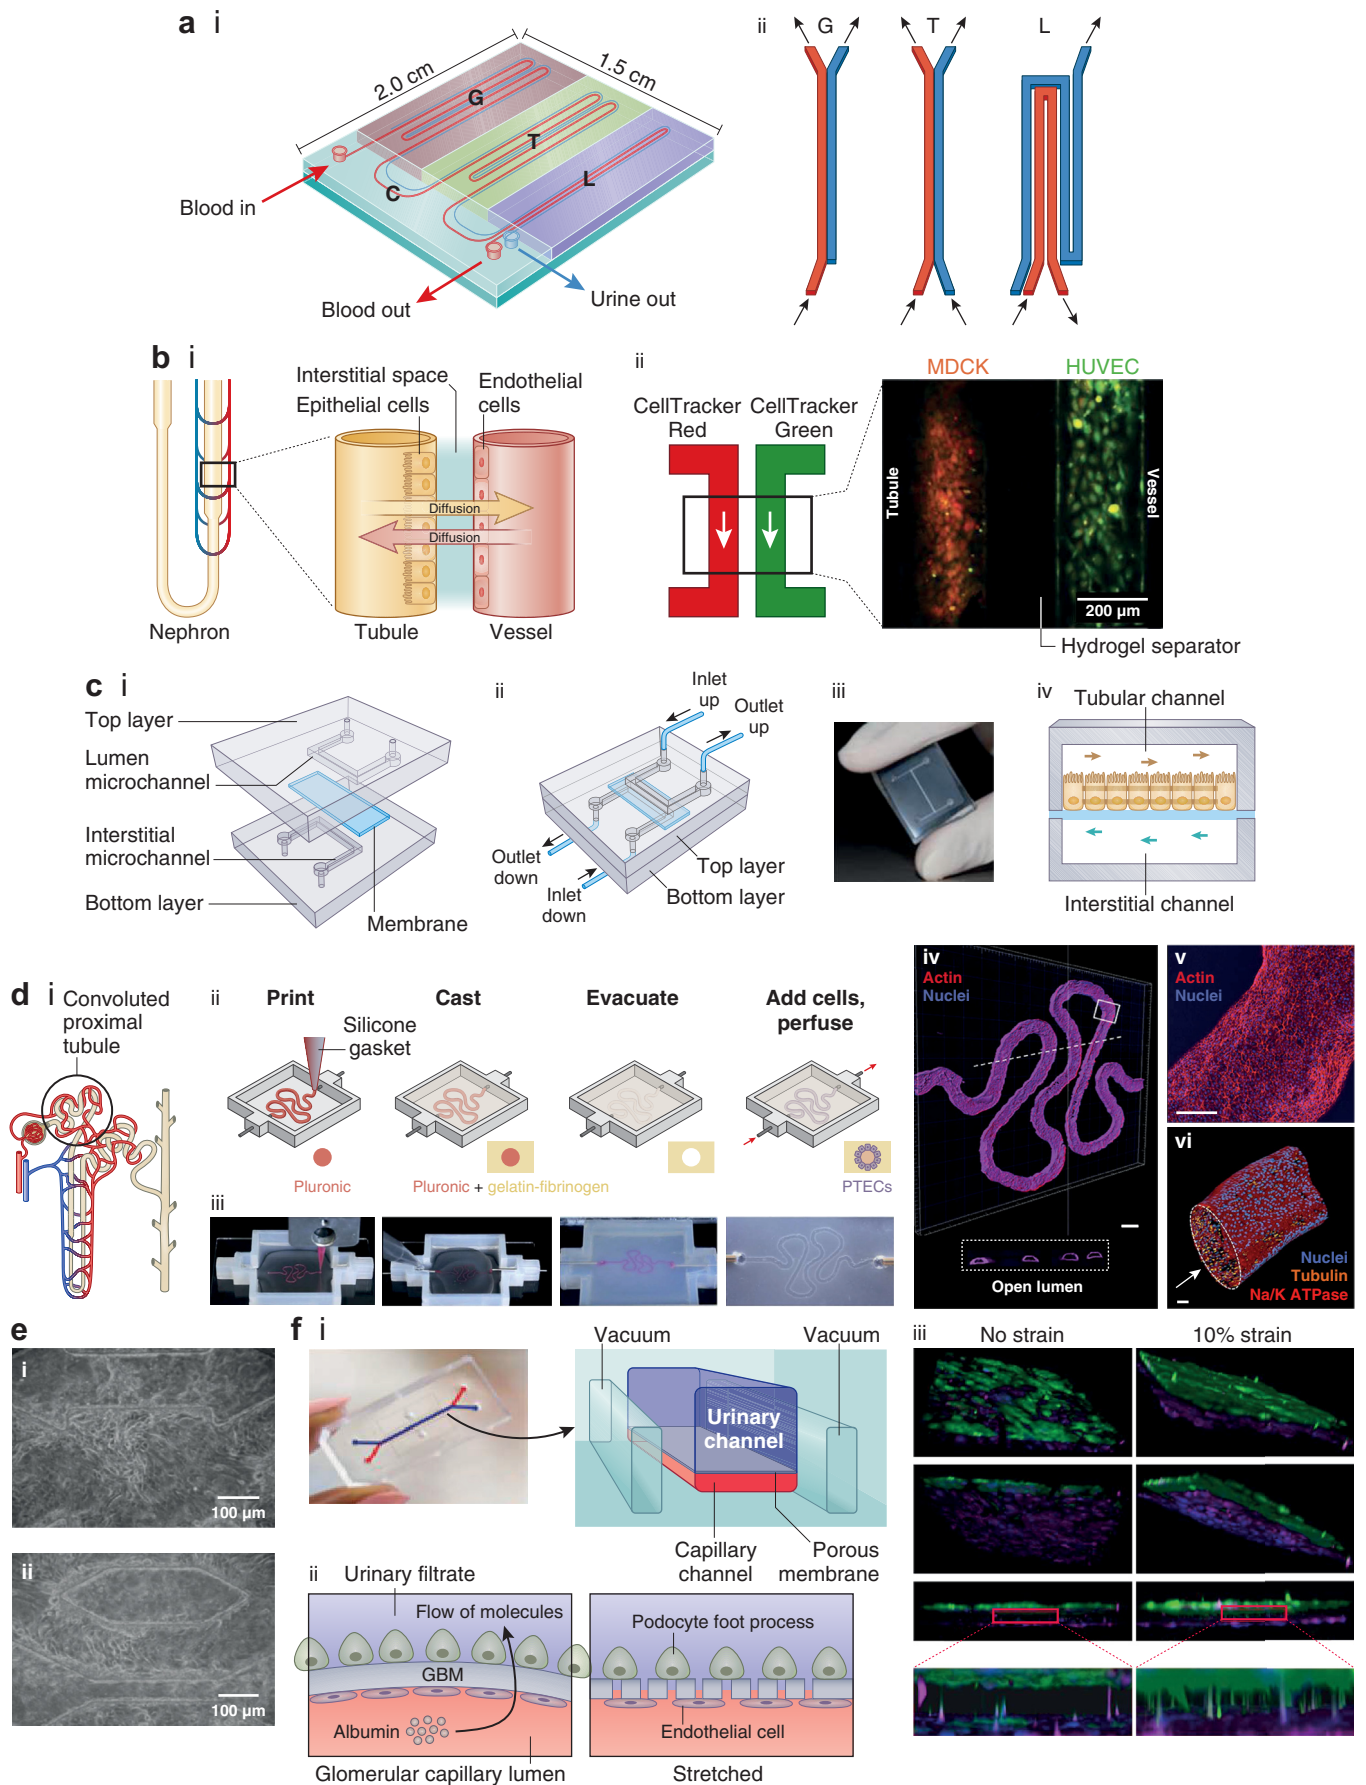 a i
2.0 cm
1.5 cm
G
T
L
C
Blood in
Blood out
Urine out
ii
G
T
L
b i
Nephron
Interstitial space
Epithelial cells
Endothelial
cells
Diffusion
Diffusion
Tubule
Vessel
ii
CellTracker
Red
CellTracker
Green
MDCK
HUVEC
Tubule
Vessel
200 µm
Hydrogel separator
c i
Top layer
Lumen
microchannel
Interstitial
microchannel
Bottom layer
Membrane
ii
Inlet
up
Outlet
up
Outlet
down
Inlet
down
Top layer
Bottom layer
iii
iv
Tubular channel
Interstitial channel
d i
Convoluted
proximal
tubule
ii
Print
Cast
Evacuate
Add cells,
perfuse
Silicone
gasket
Pluronic
Pluronic + gelatin-fibrinogen
PTECs
iii
iv
Actin
Nuclei
Open lumen
v
Actin
Nuclei
vi
Nuclei
Tubulin
Na/K ATPase
e
i
100 µm
ii
100 µm
f i
Vacuum
Vacuum
Urinary
channel
Capillary
channel
Porous
membrane
ii
Urinary filtrate
Flow of molecules
GBM
Albumin
Glomerular capillary lumen
Podocyte foot process
Endothelial cell
Stretched
iii
No strain
10% strain